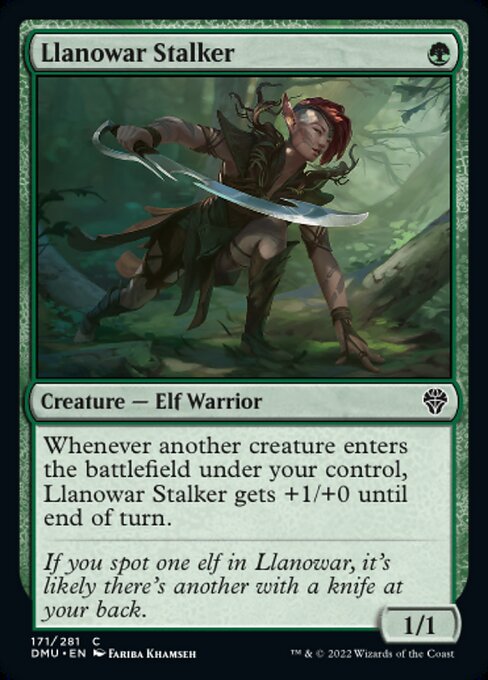 Llanowar Stalker
Creature — Elf Warrior
Whenever another creature enters
the battlefield under your control,
Llanowar Stalker gets +1/+0 until
end of turn.
If you spot one elf in Llanowar, it's
likely there's another with a knife at
your back.
1/1
171/281 C
DMU • EN Fariba Khamseh
™ & © 2022 Wizards of the Coast